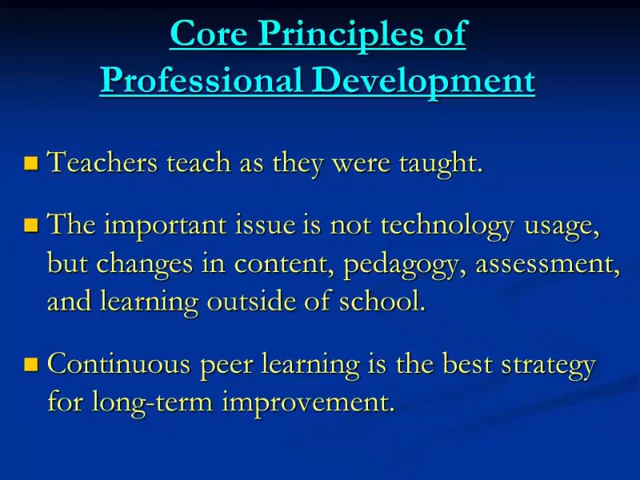 Core Principles of
Professional Development
Teachers teach as they were taught.
The important issue is not technology usage,
but changes in content, pedagogy, assessment,
and learning outside of school.
Continuous peer learning is the best strategy
for long-term improvement.